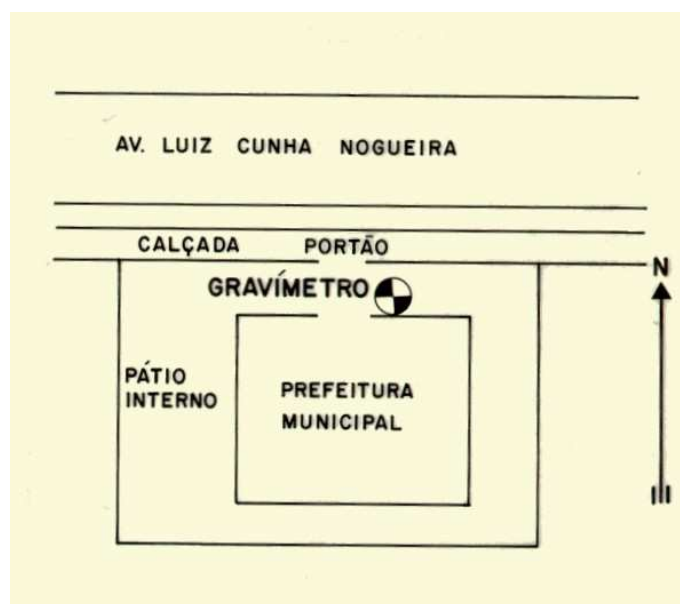 AV. LUIZ CUNHA NOGUEIRA
CALÇADA PORTÃO
N
GRAVÍMETRO
PÁTIO
INTERNO
PREFEITURA
MUNICIPAL